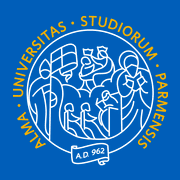 ALMA · UNIVERSITAS · STUDIORUM · PARMENSIS
A.D. 962